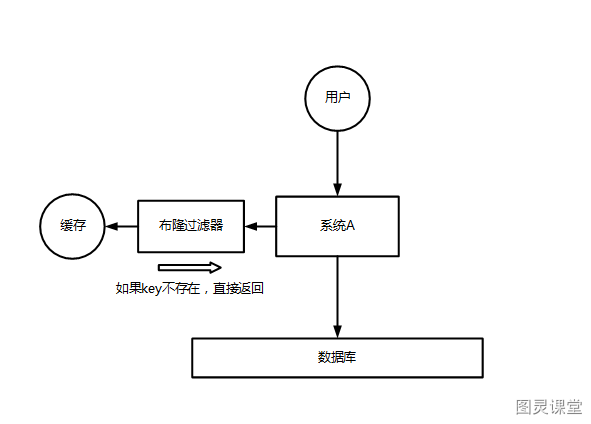 用户
缓存
布隆过滤器
系统A
如果key不存在，直接返回
数据库
图灵课堂